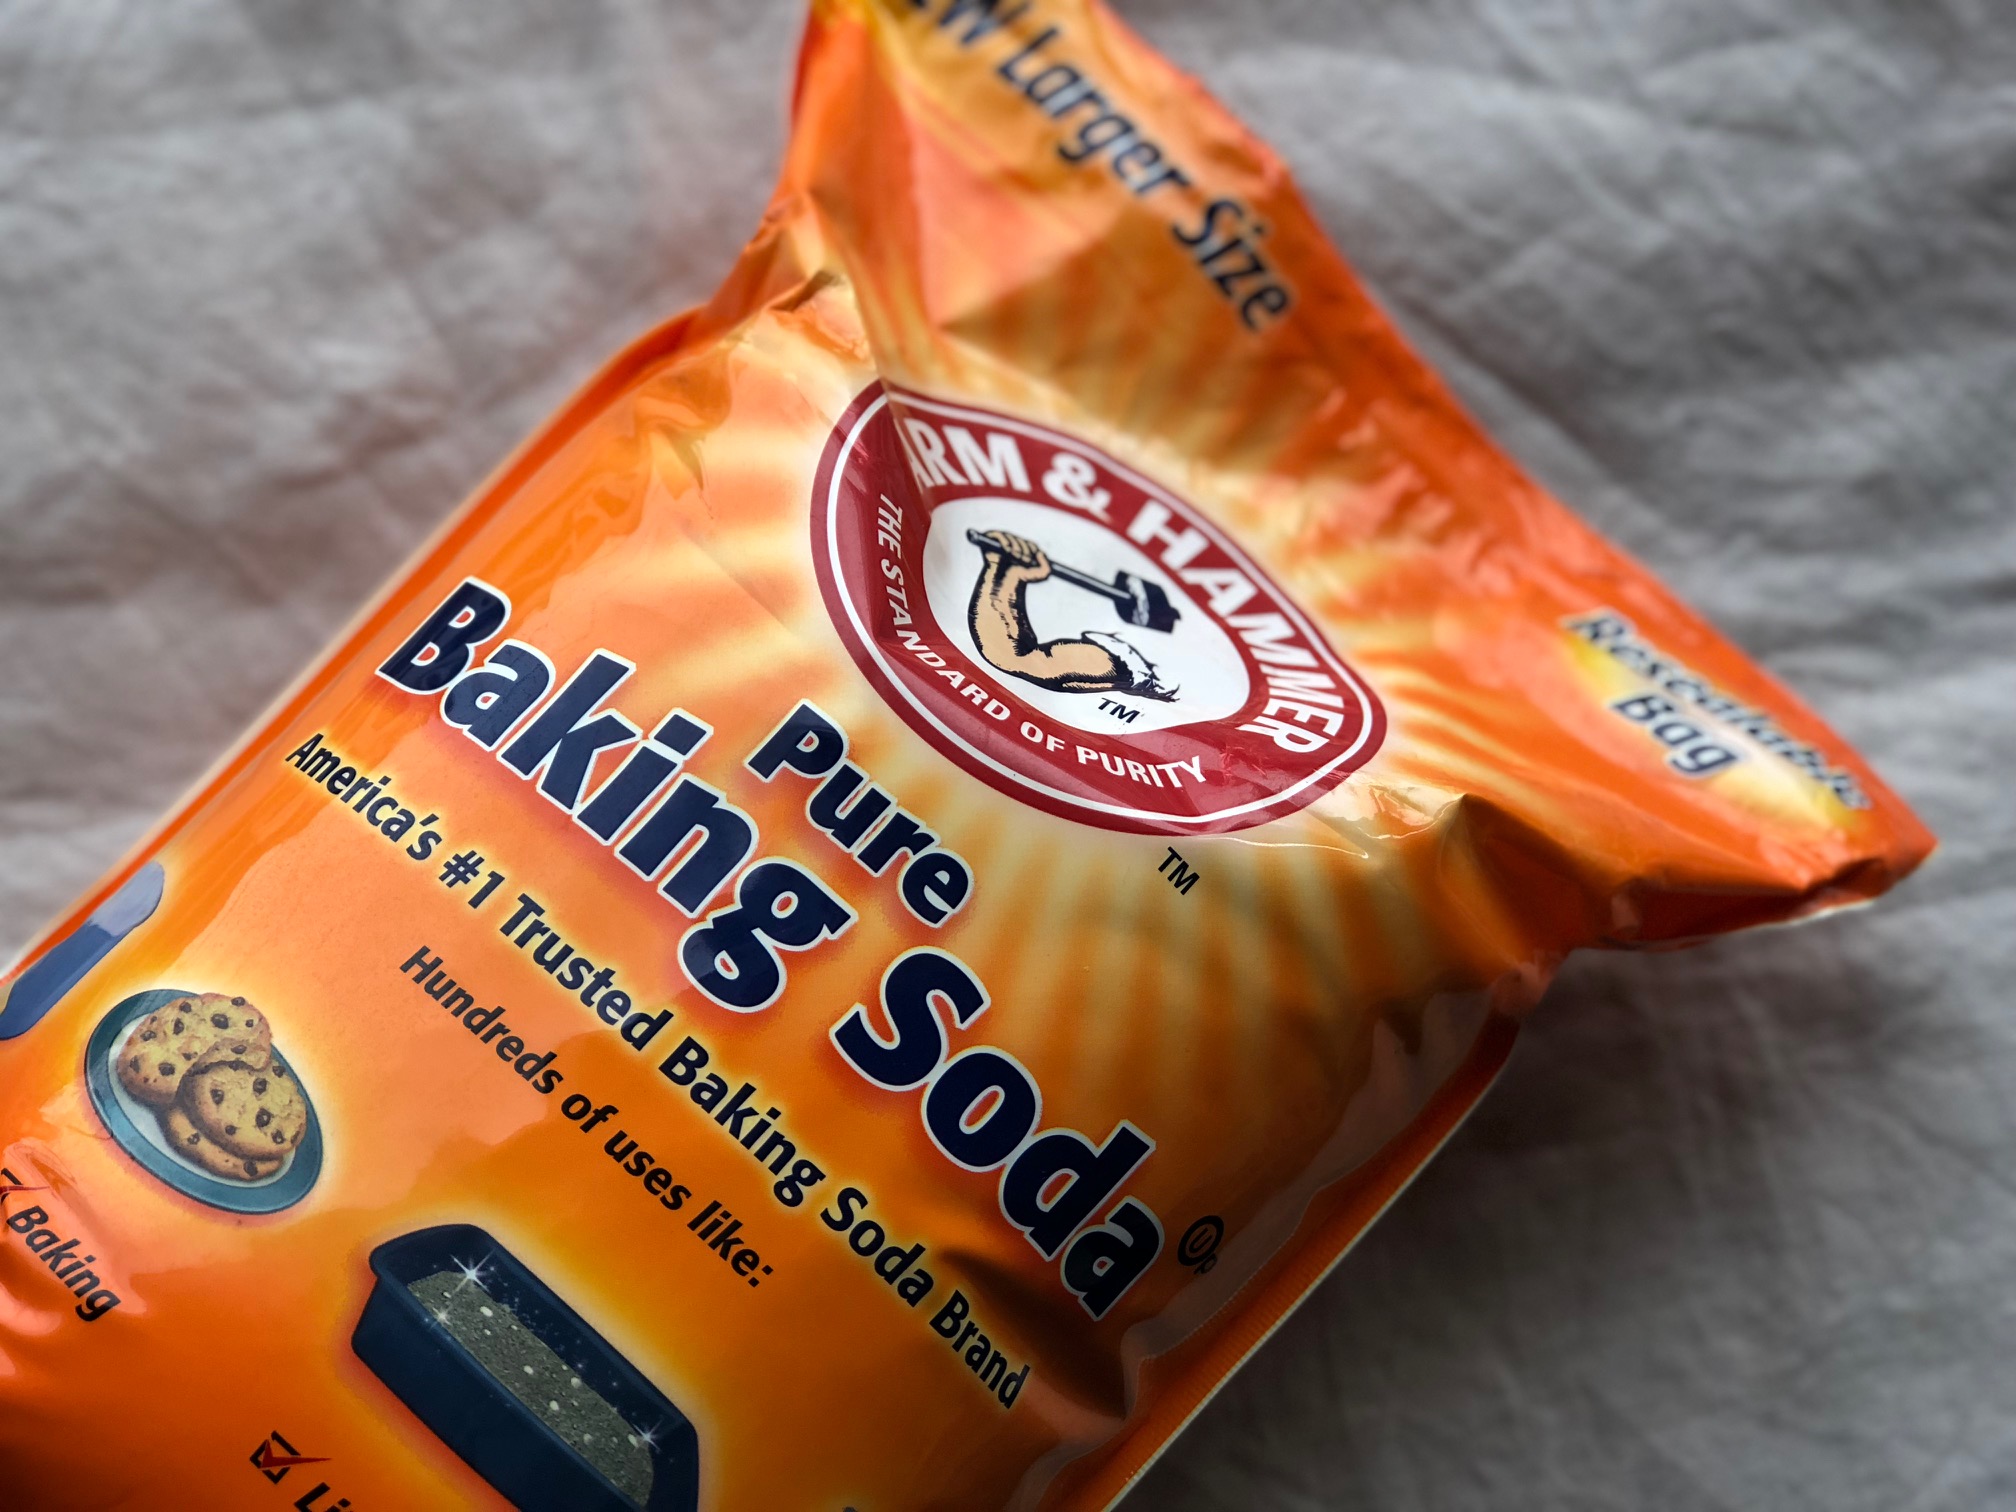 Larger Size
ARM & HAMMER
THE STANDARD OF PURITY
TM
TM
Resealable
Bag
Pure
Baking Soda
Up
America's #1 Trusted Baking Soda Brand
Hundreds of uses like:
Baking